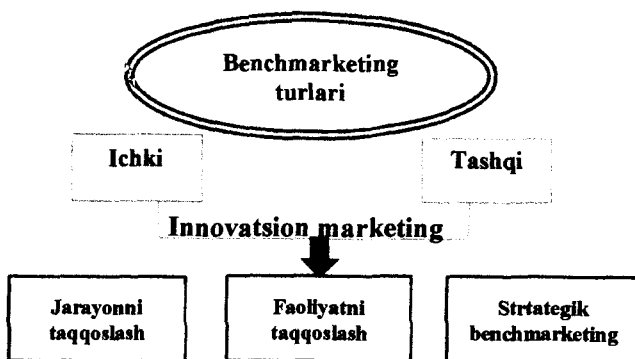 Benchmarketing
turlari
Ichki
Tashqi
Innovatsion marketing
Jarayonni
taqqoslash
Faoliyatni
taqqoslash
Strtategik
benchmarketing